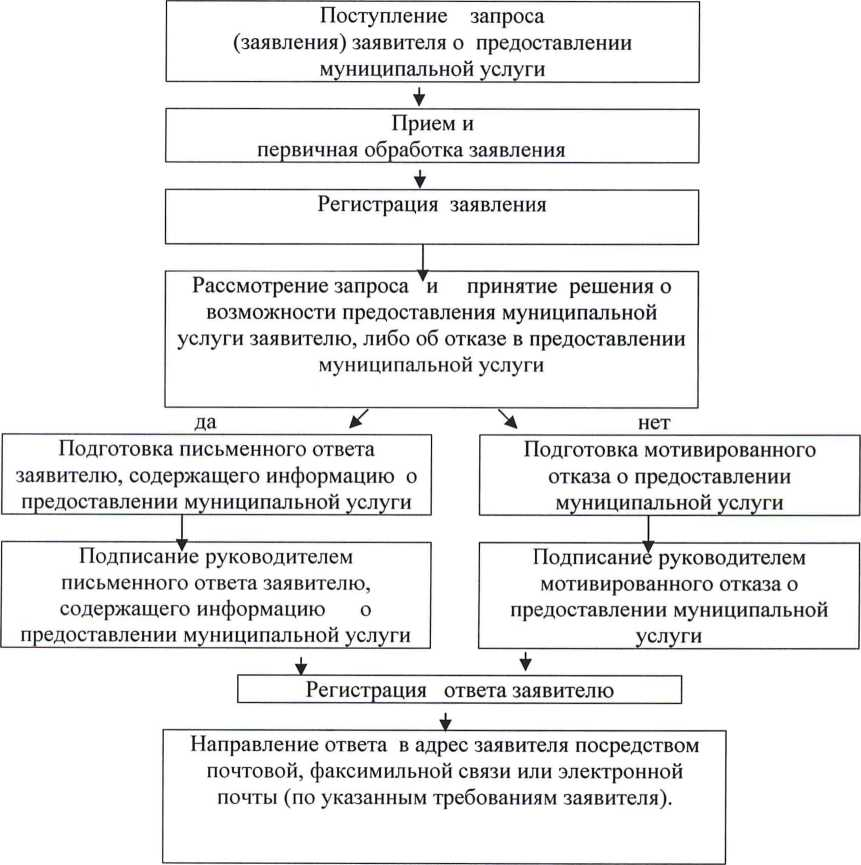 Поступление запроса
(заявления) заявителя о предоставлении
муниципальной услуги
Прием и
первичная обработка заявления
Регистрация заявления
Рассмотрение запроса и принятие решения о
возможности предоставления муниципальной
услуги заявителю, либо об отказе в предоставлении
муниципальной услуги
да
нет
Подготовка письменного ответа
заявителю, содержащего информацию о
предоставлении муниципальной услуги
Подготовка мотивированного
отказа о предоставлении
муниципальной услуги
Подписание руководителем
письменного ответа заявителю,
содержащего информацию о
предоставлении муниципальной услуги
Подписание руководителем
мотивированного отказа о
предоставлении муниципальной
услуги
Регистрация ответа заявителю
Направление ответа в адрес заявителя посредством
почтовой, факсимильной связи или электронной
почты (по указанным требованиям заявителя).